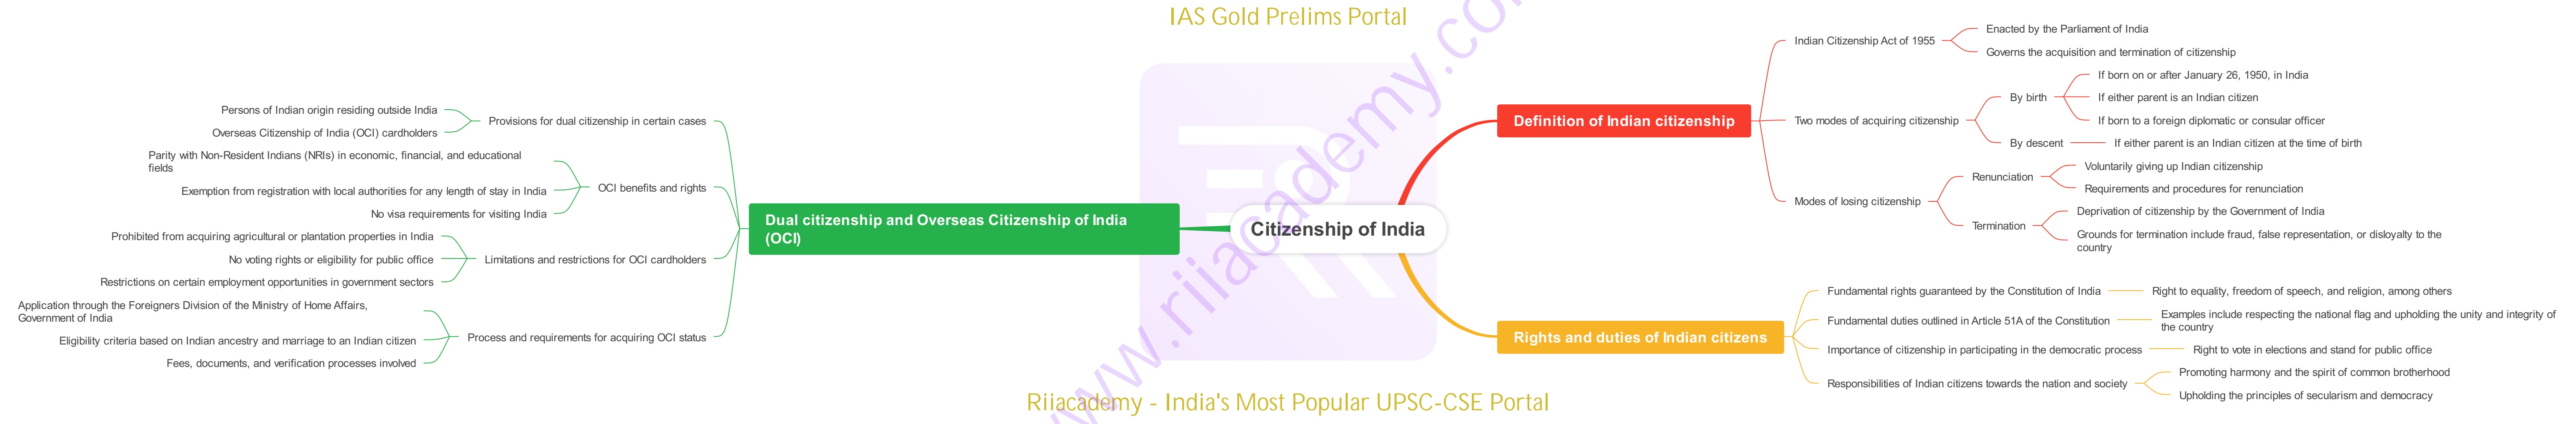 IAS Gold Prelims Portal
Citizenship of India
Definition of Indian citizenship
Indian Citizenship Act of 1955
Enacted by the Parliament of India
Governs the acquisition and termination of citizenship
Two modes of acquiring citizenship
By birth
If born on or after January 26, 1950, in India
If either parent is an Indian citizen
If born to a foreign diplomatic or consular officer
By descent
If either parent is an Indian citizen at the time of birth
Modes of losing citizenship
Renunciation
Voluntarily giving up Indian citizenship
Requirements and procedures for renunciation
Termination
Deprivation of citizenship by the Government of India
Grounds for termination include fraud, false representation, or disloyalty to the
country
Rights and duties of Indian citizens
Fundamental rights guaranteed by the Constitution of India
Right to equality, freedom of speech, and religion, among others
Fundamental duties outlined in Article 51A of the Constitution
Examples include respecting the national flag and upholding the unity and integrity of
the country
Importance of citizenship in participating in the democratic process
Right to vote in elections and stand for public office
Responsibilities of Indian citizens towards the nation and society
Promoting harmony and the spirit of common brotherhood
Upholding the principles of secularism and democracy
Dual citizenship and Overseas Citizenship of India
(OCI)
Provisions for dual citizenship in certain cases
Persons of Indian origin residing outside India
Overseas Citizenship of India (OCI) cardholders
OCI benefits and rights
Parity with Non-Resident Indians (NRIs) in economic, financial, and educational
fields
Exemption from registration with local authorities for any length of stay in India
No visa requirements for visiting India
Limitations and restrictions for OCI cardholders
Prohibited from acquiring agricultural or plantation properties in India
No voting rights or eligibility for public office
Restrictions on certain employment opportunities in government sectors
Process and requirements for acquiring OCI status
Application through the Foreigners Division of the Ministry of Home Affairs,
Government of India
Eligibility criteria based on Indian ancestry and marriage to an Indian citizen
Fees, documents, and verification processes involved
www.riiacademy.com
Riiacademy - India's Most Popular UPSC-CSE Portal